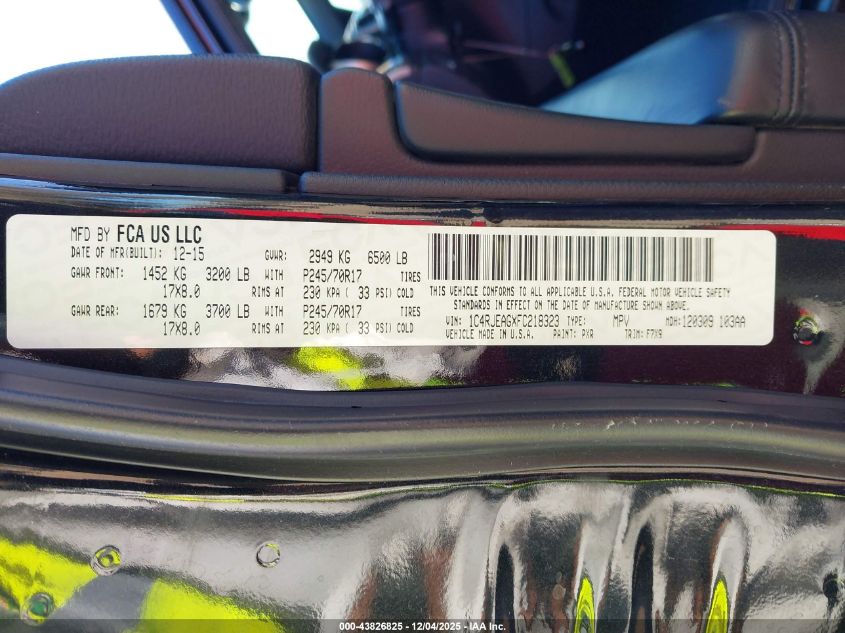 MFD BY FCA US LLC
DATE OF MFR(BUILT): 12-15 GVWR: 2949 KG 6500 LB
GAWR FRONT: 1452 KG 3200 LB WITH P245/70R17 TIRES
17X8.0 RIMS AT 230 KPA ( 33 PSI) COLD
GAWR REAR: 1679 KG 3700 LB WITH P245/70R17 TIRES
17X8.0 RIMS AT 230 KPA ( 33 PSI) COLD
THIS VEHICLE CONFORMS TO ALL APPLICABLE U.S.A. FEDERAL MOTOR VEHICLE SAFETY
STANDARDS IN EFFECT ON THE DATE OF MANUFACTURE SHOWN ABOVE.
VIN: 1C4RJEAGXFC218323 TYPE: MPV MDH:120309 103AA
VEHICLE MADE IN U.S.A. PAINT: PXR TRIM: F7X9
000-43826825 - 12/04/2025 - IAA Inc.